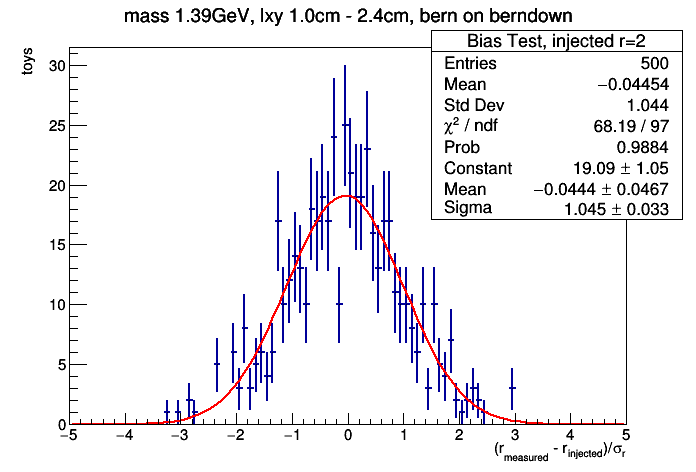 mass 1.39GeV, lxy 1.0cm - 2.4cm, bern on berndown
Bias Test, injected r=2
Entries 500
Mean −0.04454
Std Dev 1.044
χ² / ndf 68.19 / 97
Prob 0.9884
Constant 19.09 ± 1.05
Mean −0.0444 ± 0.0467
Sigma 1.045 ± 0.033
toys
30
25
20
15
10
5
0
−5 −4 −3 −2 −1 0 1 2 3 4 5
(r_measured - r_injected)/σ_r